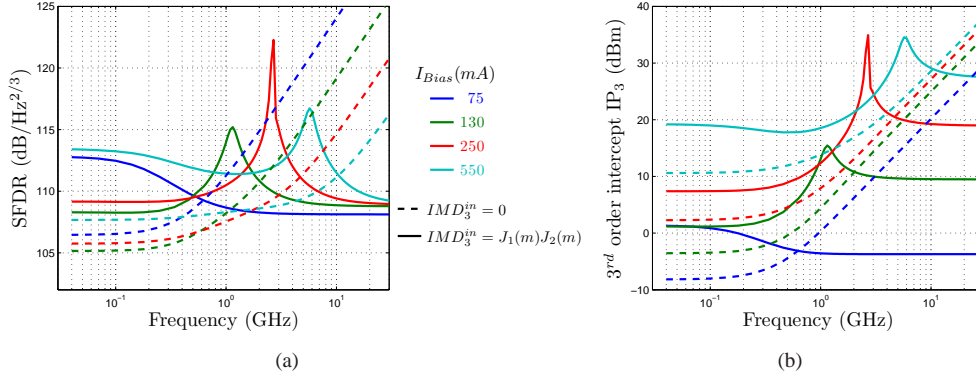 125
120
115
110
105
SFDR (dB/Hz^{2/3})
10^{-1} 10^{0} 10^{1}
Frequency (GHz)
(a)
I_{Bias}(mA)
75
130
250
550
IMD_3^{in} = 0
IMD_3^{in} = J_1(m)J_2(m)
40
30
20
10
0
−10
3^{rd} order intercept IP_3 (dBm)
10^{-1} 10^{0} 10^{1}
Frequency (GHz)
(b)